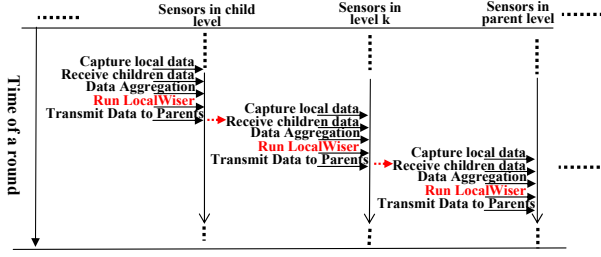 Sensors in child level
Sensors in level k
Sensors in parent level
Time of a round
Capture local data
Receive children data
Data Aggregation
Run LocalWiser
Transmit Data to Parents
Capture local data
Receive children data
Data Aggregation
Run LocalWiser
Transmit Data to Parents
Capture local data
Receive children data
Data Aggregation
Run LocalWiser
Transmit Data to Parents